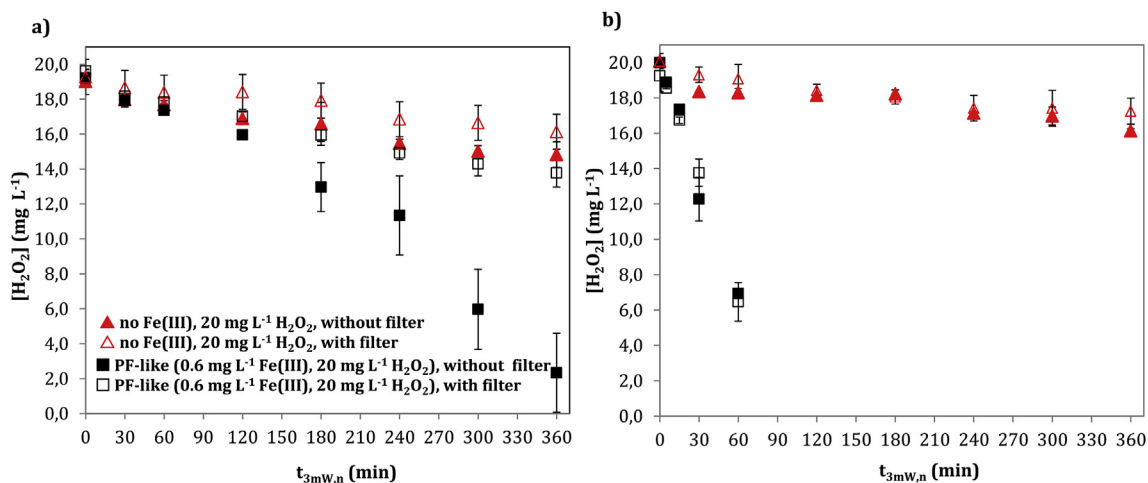 a)
20,0
18,0
16,0
14,0
12,0
10,0
8,0
6,0
4,0
2,0
0,0
[H₂O₂] (mg L⁻¹)
no Fe(III), 20 mg L⁻¹ H₂O₂, without filter
no Fe(III), 20 mg L⁻¹ H₂O₂, with filter
PF-like (0.6 mg L⁻¹ Fe(III), 20 mg L⁻¹ H₂O₂), without filter
PF-like (0.6 mg L⁻¹ Fe(III), 20 mg L⁻¹ H₂O₂), with filter
0 30 60 90 120 150 180 210 240 270 300 330 360
t₃mW,n (min)
b)
20,0
18,0
16,0
14,0
12,0
10,0
8,0
6,0
4,0
2,0
0,0
[H₂O₂] (mg L⁻¹)
0 30 60 90 120 150 180 210 240 270 300 330 360
t₃mW,n (min)